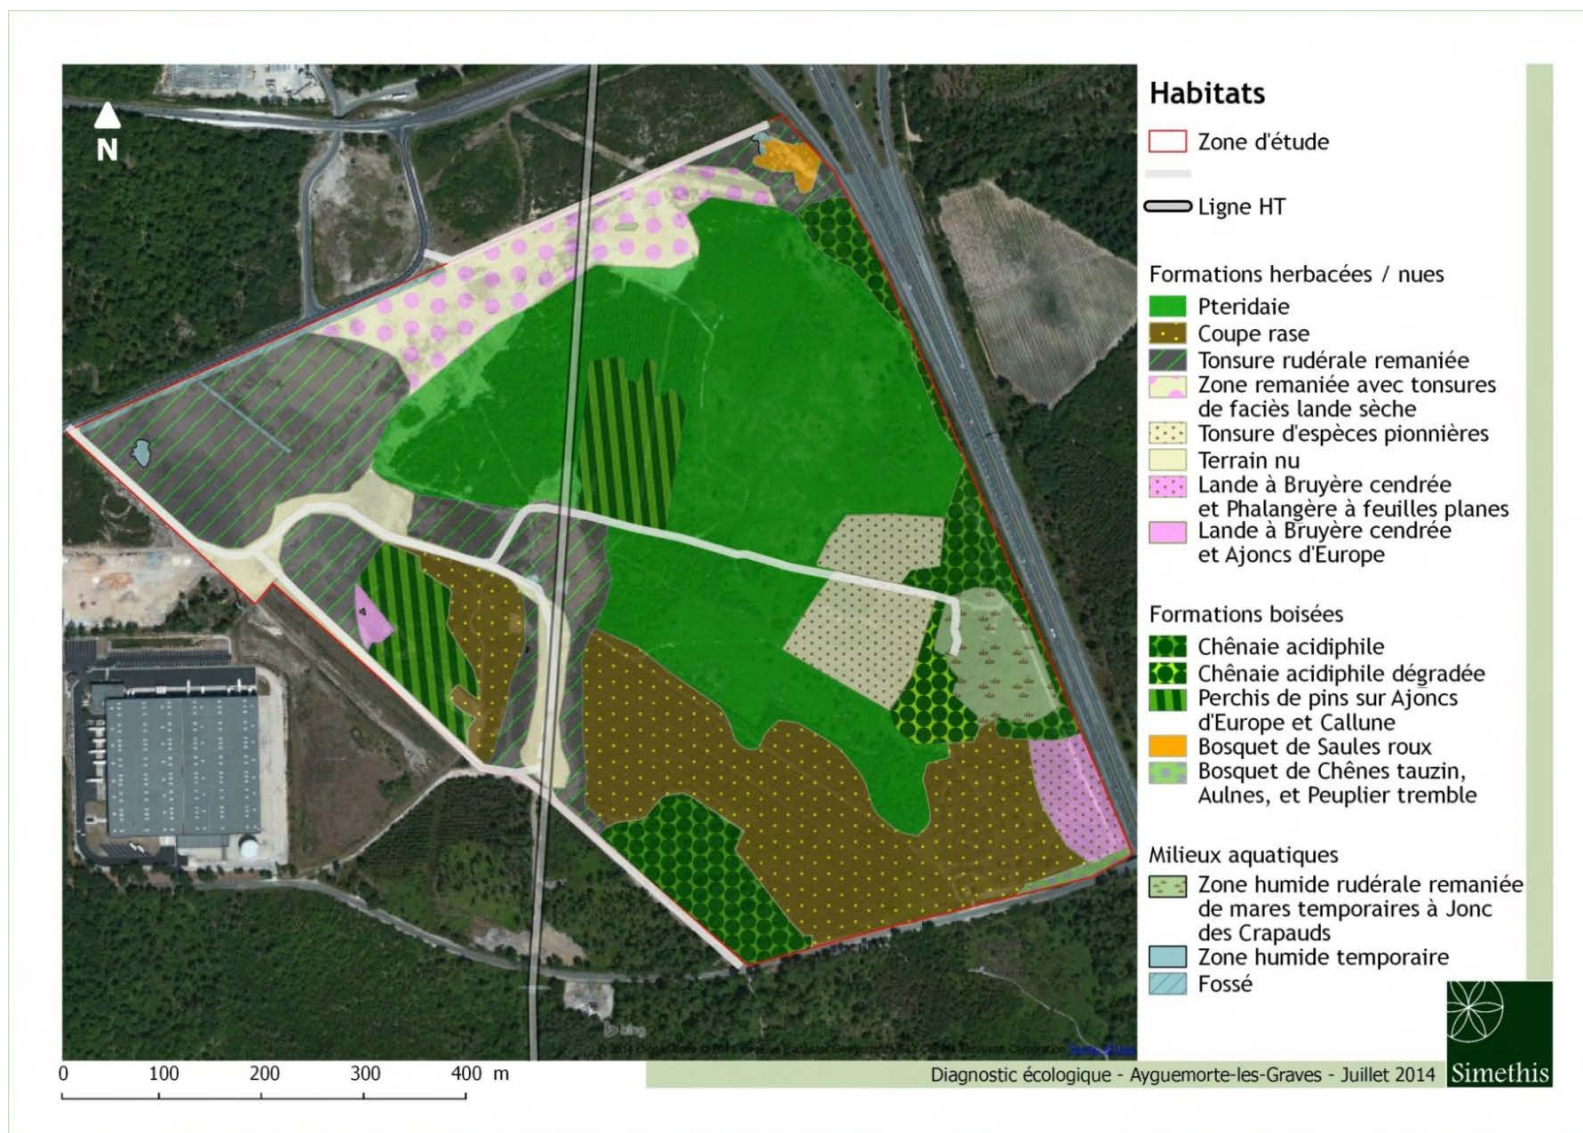 N
Habitats
Zone d'étude
Ligne HT
Formations herbacées / nues
Pteridaie
Coupe rase
Tonsure rudérale remaniée
Zone remaniée avec tonsures
de faciès lande sèche
Tonsure d'espèces pionnières
Terrain nu
Lande à Bruyère cendrée
et Phalangère à feuilles planes
Lande à Bruyère cendrée
et Ajoncs d'Europe
Formations boisées
Chênaie acidiphile
Chênaie acidiphile dégradée
Perchis de pins sur Ajoncs
d'Europe et Callune
Bosquet de Saules roux
Bosquet de Chênes tauzin,
Aulnes, et Peuplier tremble
Milieux aquatiques
Zone humide rudérale remaniée
de mares temporaires à Jonc
des Crapauds
Zone humide temporaire
Fossé
bing
0 100 200 300 400 m
Diagnostic écologique - Ayguemorte-les-Graves - Juillet 2014
Simethis